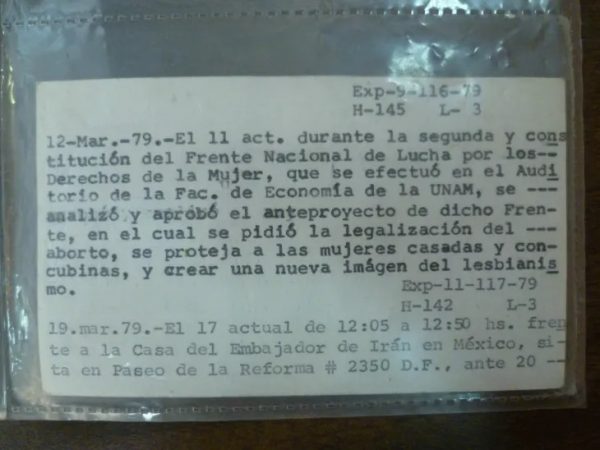 Exp-9-116-79
H-145 L- 3
12-Mar.-79.-El 11 act. durante la segunda y cons
titución del Frente Nacional de Lucha por los--
Derechos de la Mujer, que se efectuó en el Audi
torio de la Fac. de Economía de la UNAM, se ---
analizó y aprobó el anteproyecto de dicho Fren-
te, en el cual se pidió la legalización del ---
aborto, se proteja a las mujeres casadas y con-
cubinas, y crear una nueva imágen del lesbianis
mo.
Exp-11-117-79
H-142 L-3
19.mar.79.-El 17 actual de 12:05 a 12:50 hs. fren
te a la Casa del Embajador de Irán en México, si-
ta en Paseo de la Reforma # 2350 D.F., ante 20 --